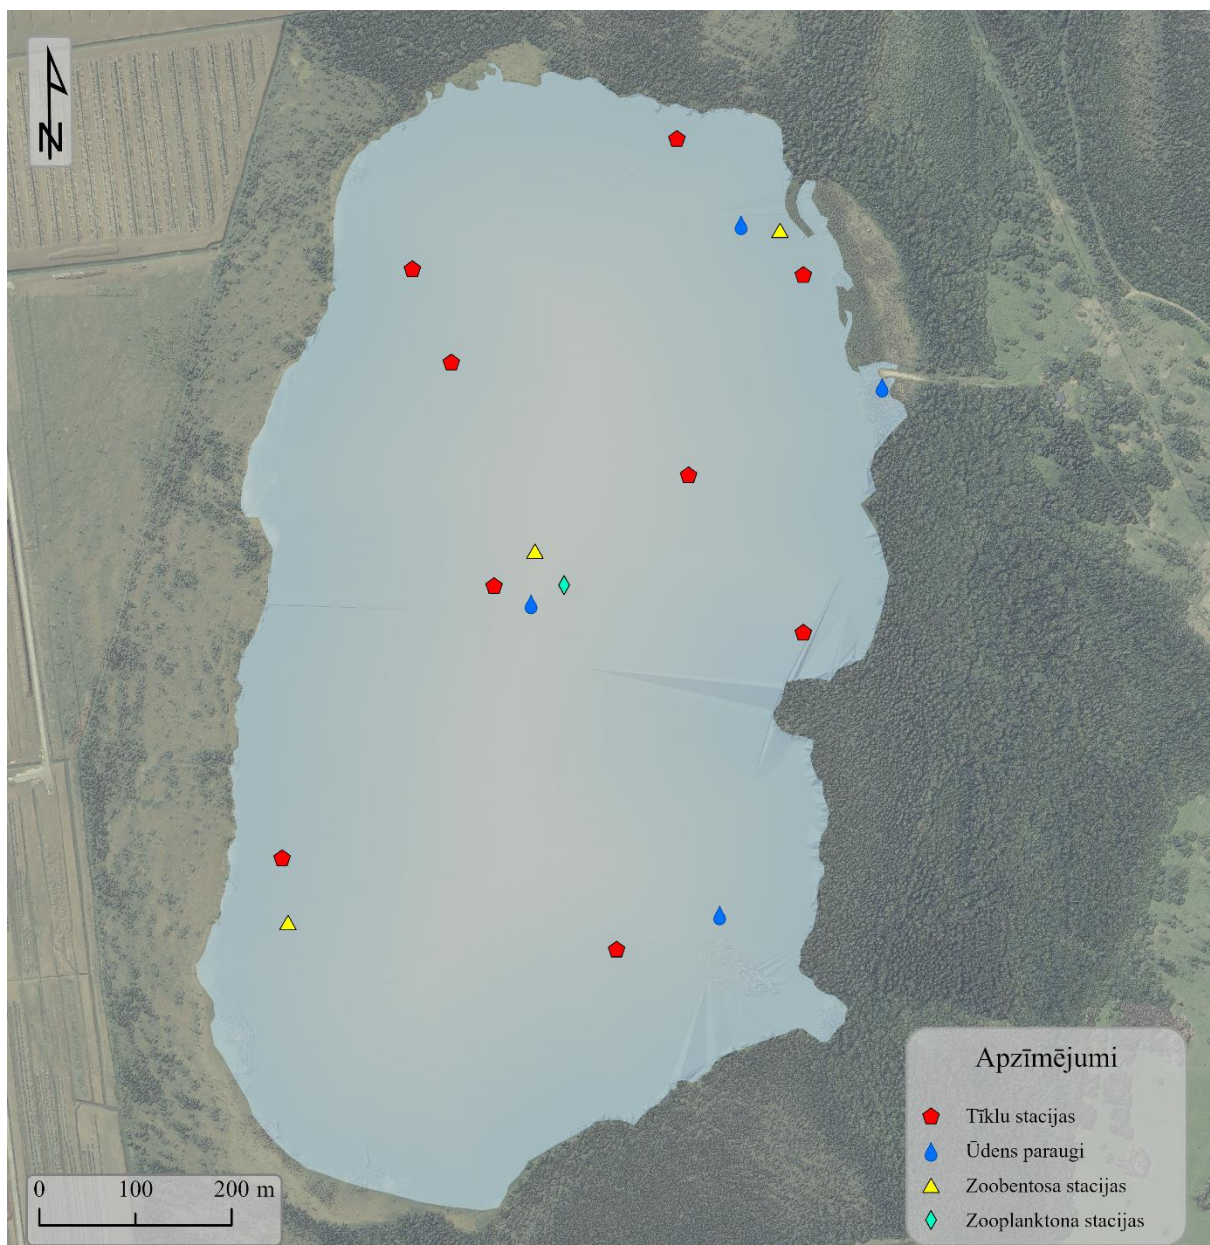 N
Apzīmējumi
Tīklu stacijas
Ūdens paraugi
Zoobentosa stacijas
Zooplanktona stacijas
0 100 200 m